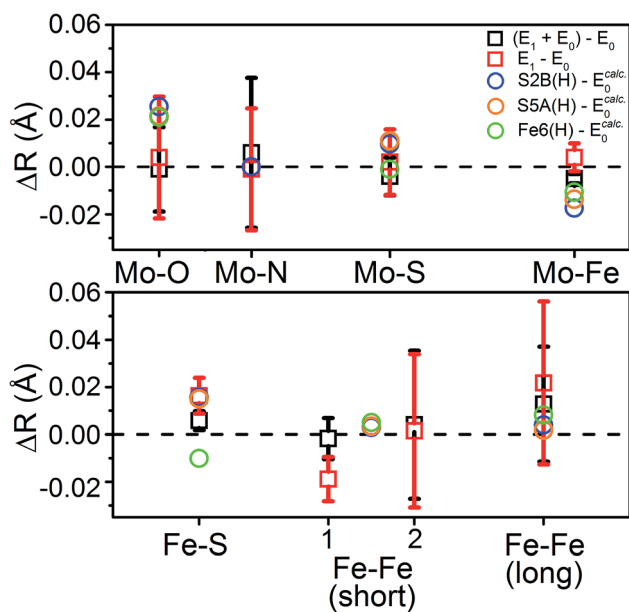 0.06
0.04
0.02
0.00
-0.02
ΔR (Å)
(E₁ + E₀) - E₀
E₁ - E₀
S2B(H) - E₀ᶜᵃˡᶜ·
S5A(H) - E₀ᶜᵃˡᶜ·
Fe6(H) - E₀ᶜᵃˡᶜ·
Mo-O Mo-N Mo-S Mo-Fe
0.06
0.04
0.02
0.00
-0.02
ΔR (Å)
1 2
Fe-S Fe-Fe Fe-Fe
(short) (long)